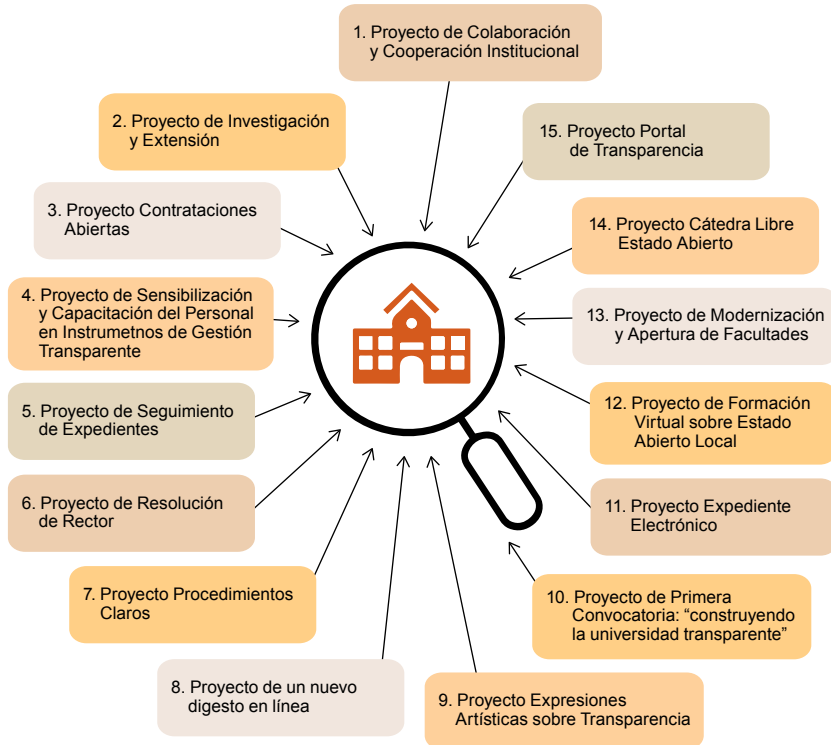 1. Proyecto de Colaboración
y Cooperación Institucional
2. Proyecto de Investigación
y Extensión
3. Proyecto Contrataciones
Abiertas
4. Proyecto de Sensibilización
y Capacitación del Personal
en Instrumetnos de Gestión
Transparente
5. Proyecto de Seguimiento
de Expedientes
6. Proyecto de Resolución
de Rector
7. Proyecto Procedimientos
Claros
8. Proyecto de un nuevo
digesto en línea
9. Proyecto Expresiones
Artísticas sobre Transparencia
10. Proyecto de Primera
Convocatoria: “construyendo
la universidad transparente”
11. Proyecto Expediente
Electrónico
12. Proyecto de Formación
Virtual sobre Estado
Abierto Local
13. Proyecto de Modernización
y Apertura de Facultades
14. Proyecto Cátedra Libre
Estado Abierto
15. Proyecto Portal
de Transparencia